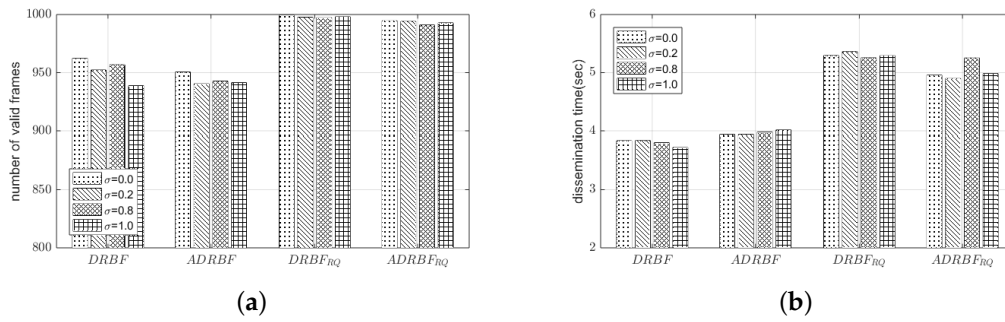 number of valid frames
1000
950
900
850
800
σ=0.0
σ=0.2
σ=0.8
σ=1.0
DRBF
ADRBF
DRBF_RQ
ADRBF_RQ
(a)
dissemination time(sec)
6
5
4
3
2
σ=0.0
σ=0.2
σ=0.8
σ=1.0
DRBF
ADRBF
DRBF_RQ
ADRBF_RQ
(b)